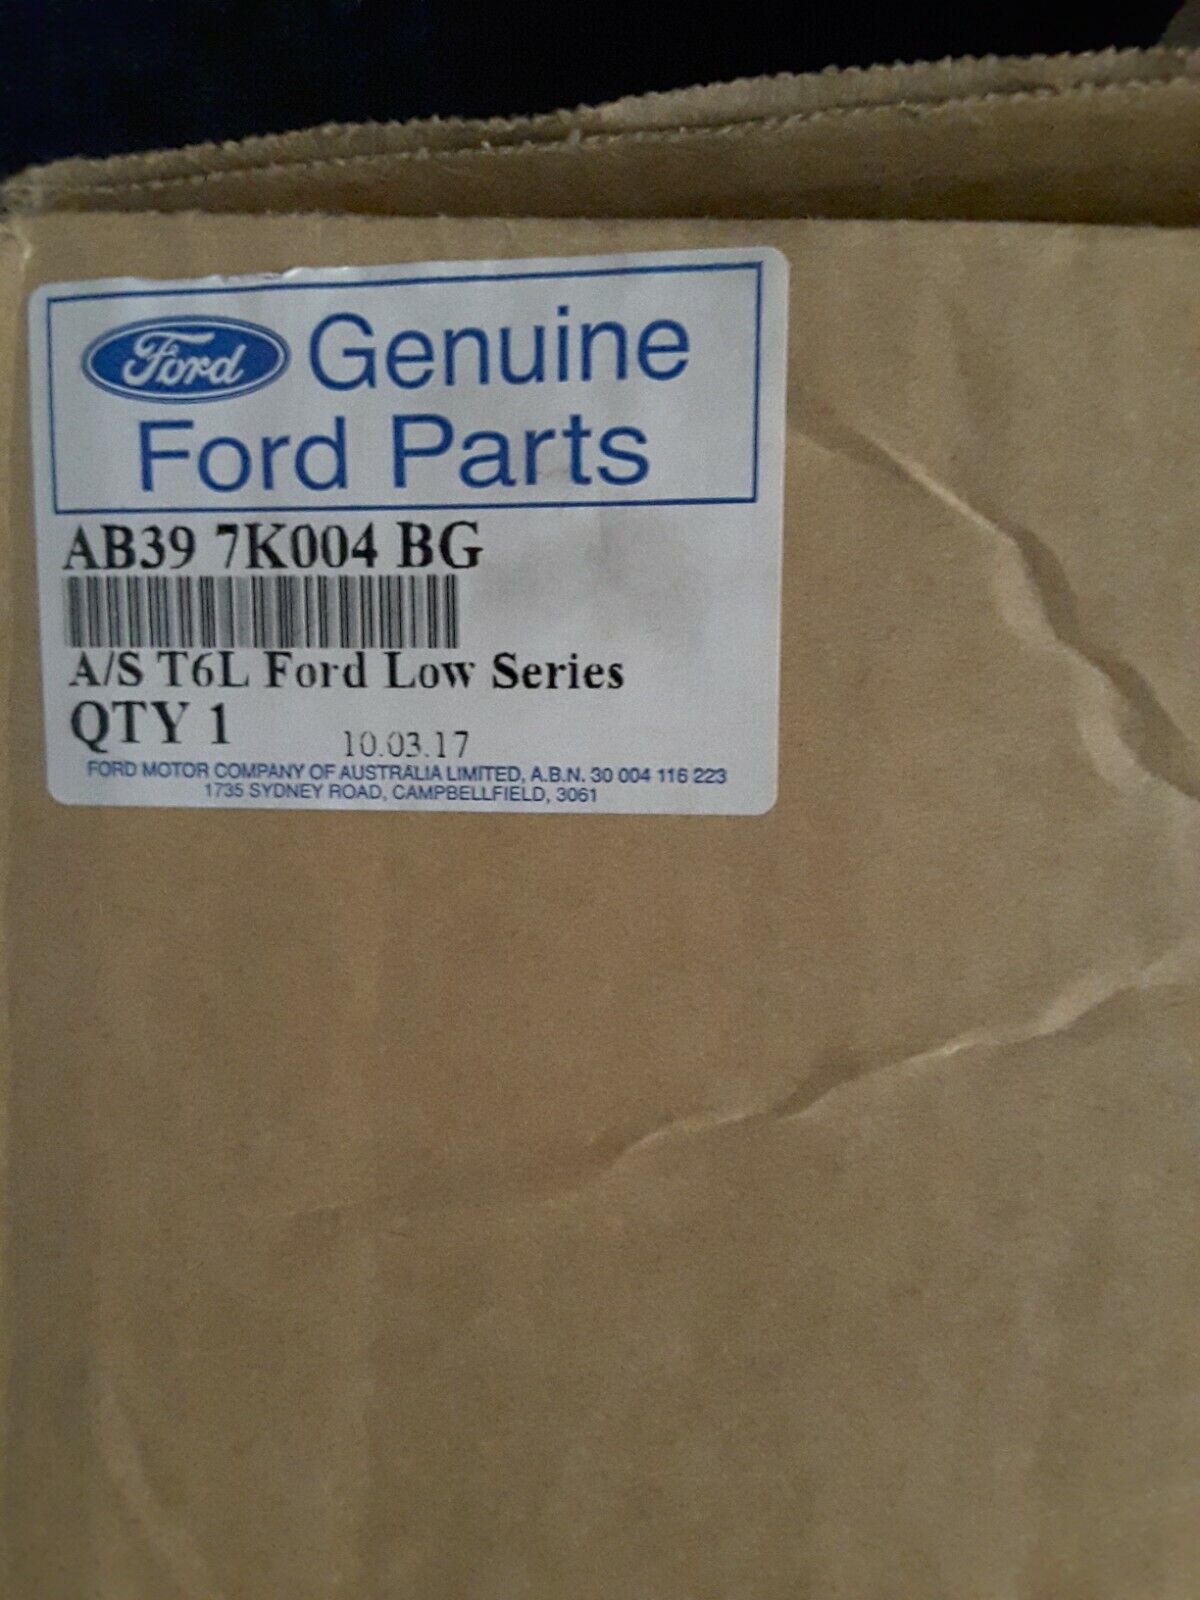 Ford Genuine
Ford Parts
AB39 7K004 BG
A/S T6L Ford Low Series
QTY 1
10.03.17
FORD MOTOR COMPANY OF AUSTRALIA LIMITED, A.B.N. 30 004 116 223
1735 SYDNEY ROAD, CAMPBELLFIELD, 3061